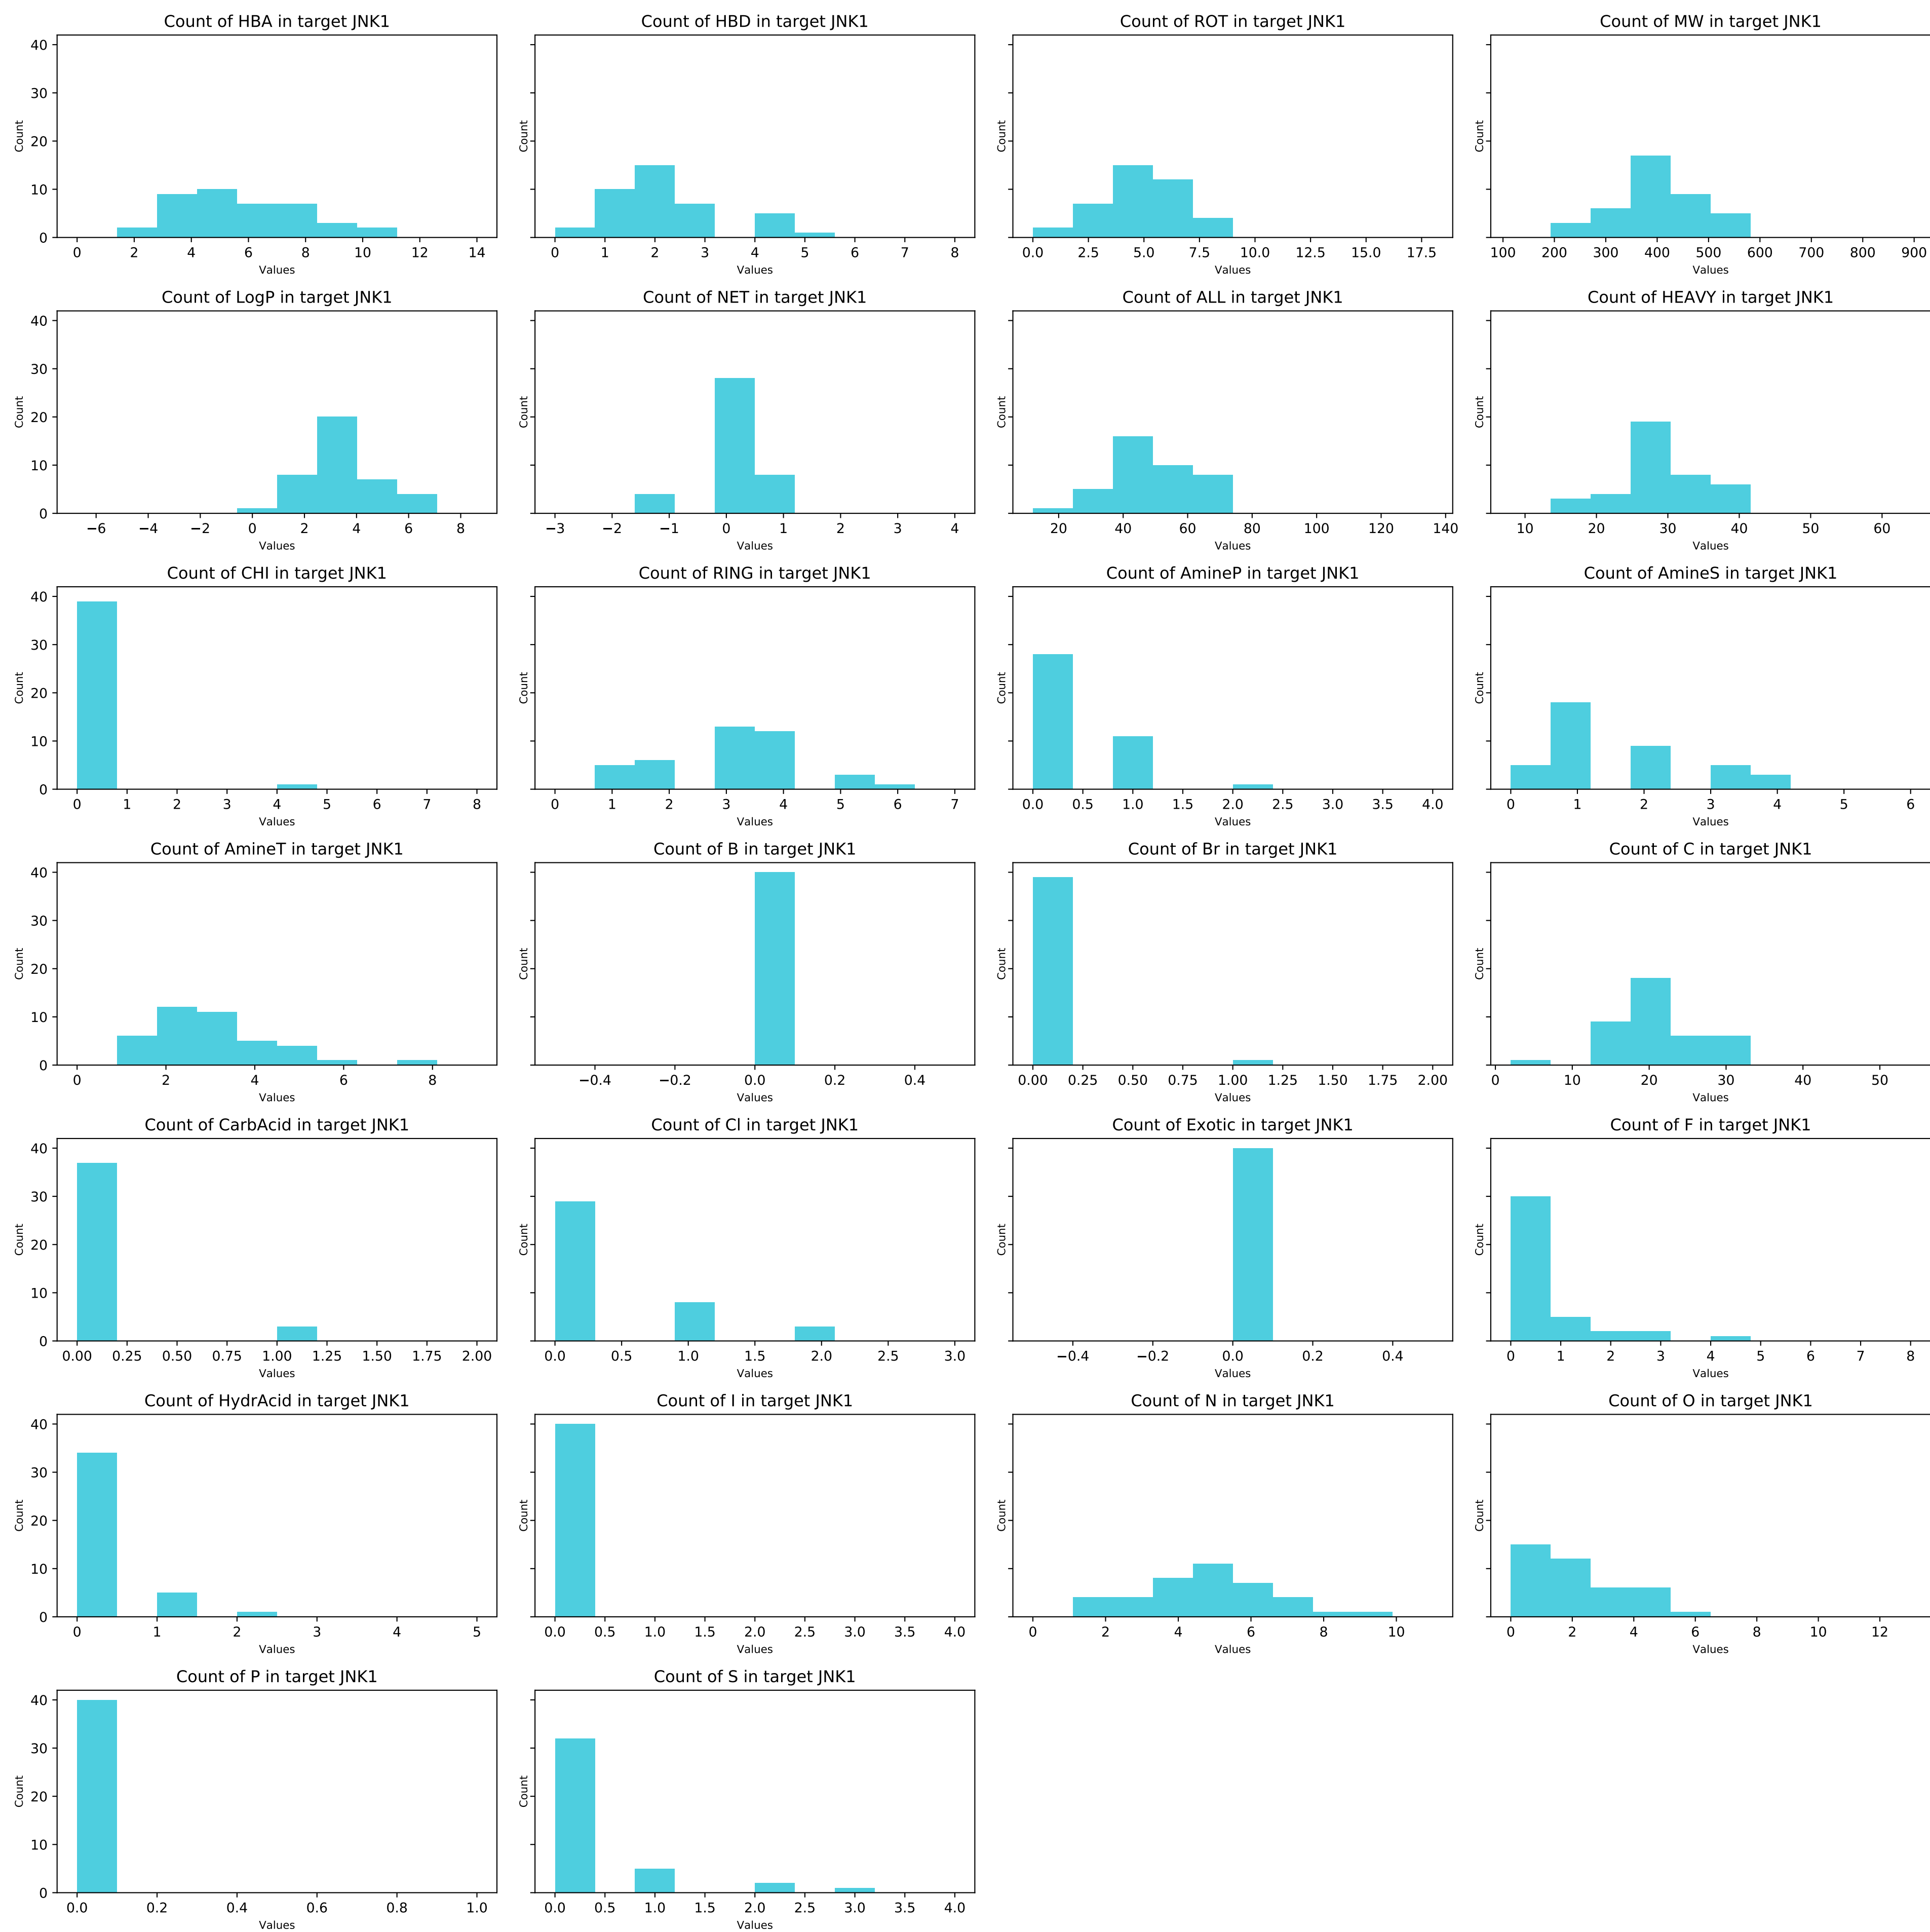 Count of HBA in target JNK1
Count of HBD in target JNK1
Count of ROT in target JNK1
Count of MW in target JNK1
40
30
20
10
0
Count
Count
Count
Count
0 2 4 6 8 10 12 14
0 1 2 3 4 5 6 7 8
0.0 2.5 5.0 7.5 10.0 12.5 15.0 17.5
100 200 300 400 500 600 700 800 900
Values
Values
Values
Values
Count of LogP in target JNK1
Count of NET in target JNK1
Count of ALL in target JNK1
Count of HEAVY in target JNK1
40
30
20
10
0
Count
Count
Count
Count
−6 −4 −2 0 2 4 6 8
−3 −2 −1 0 1 2 3 4
20 40 60 80 100 120 140
10 20 30 40 50 60
Values
Values
Values
Values
Count of CHI in target JNK1
Count of RING in target JNK1
Count of AmineP in target JNK1
Count of AmineS in target JNK1
40
30
20
10
0
Count
Count
Count
Count
0 1 2 3 4 5 6 7 8
0 1 2 3 4 5 6 7
0.0 0.5 1.0 1.5 2.0 2.5 3.0 3.5 4.0
0 1 2 3 4 5 6
Values
Values
Values
Values
Count of AmineT in target JNK1
Count of B in target JNK1
Count of Br in target JNK1
Count of C in target JNK1
40
30
20
10
0
Count
Count
Count
Count
0 2 4 6 8
−0.4 −0.2 0.0 0.2 0.4
0.00 0.25 0.50 0.75 1.00 1.25 1.50 1.75 2.00
0 10 20 30 40 50
Values
Values
Values
Values
Count of CarbAcid in target JNK1
Count of Cl in target JNK1
Count of Exotic in target JNK1
Count of F in target JNK1
40
30
20
10
0
Count
Count
Count
Count
0.00 0.25 0.50 0.75 1.00 1.25 1.50 1.75 2.00
0.0 0.5 1.0 1.5 2.0 2.5 3.0
−0.4 −0.2 0.0 0.2 0.4
0 1 2 3 4 5 6 7 8
Values
Values
Values
Values
Count of HydrAcid in target JNK1
Count of I in target JNK1
Count of N in target JNK1
Count of O in target JNK1
40
30
20
10
0
Count
Count
Count
Count
0 1 2 3 4 5
0.0 0.5 1.0 1.5 2.0 2.5 3.0 3.5 4.0
0 2 4 6 8 10
0 2 4 6 8 10 12
Values
Values
Values
Values
Count of P in target JNK1
Count of S in target JNK1
40
30
20
10
0
Count
Count
0.0 0.2 0.4 0.6 0.8 1.0
0.0 0.5 1.0 1.5 2.0 2.5 3.0 3.5 4.0
Values
Values